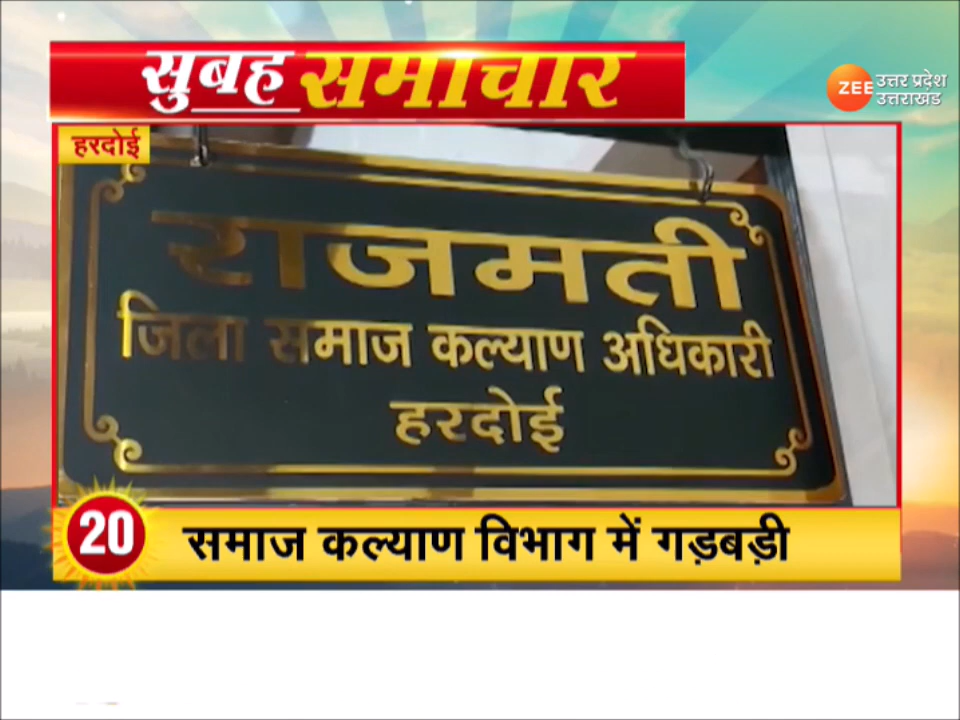 सुबह समाचार
ZEE उत्तर प्रदेश
उत्तराखंड
हरदोई
राजमती
जिला समाज कल्याण अधिकारी
हरदोई
20 समाज कल्याण विभाग में गड़बड़ी